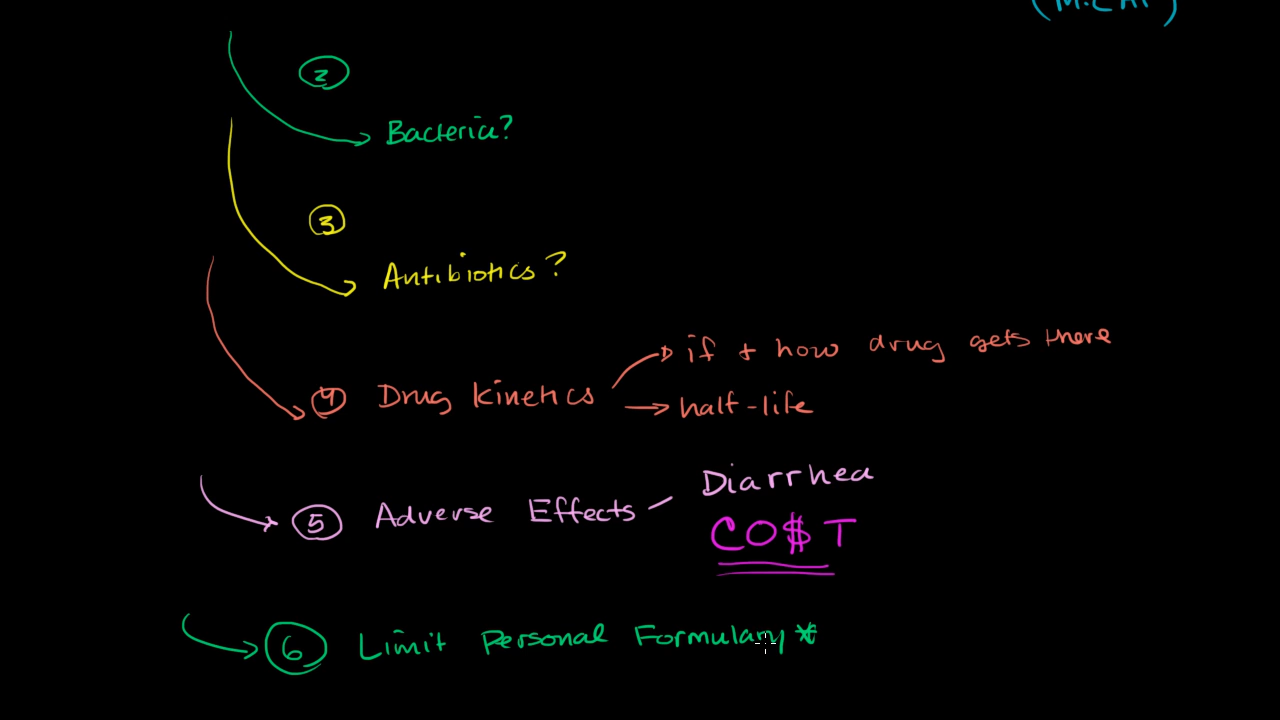 ②
Bacteria?
③
Antibiotics?
if + how drug gets there
④ Drug Kinetics
half-life
Diarrhea
⑤ Adverse Effects
CO$T
⑥ Limit Personal Formulary *